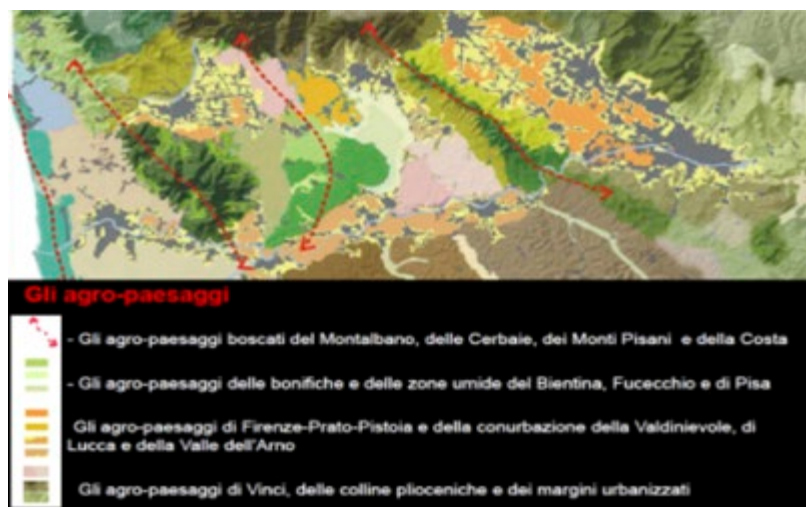 Gli agro-paesaggi
- Gli agro-paesaggi boscati del Montalbano, delle Cerbaie, dei Monti Pisani e della Costa
- Gli agro-paesaggi delle bonifiche e delle zone umide del Bientina, Fucecchio e di Pisa
Gli agro-paesaggi di Firenze-Prato-Pistoia e della conurbazione della Valdinievole, di
Lucca e della Valle dell'Arno
Gli agro-paesaggi di Vinci, delle colline plioceniche e dei margini urbanizzati